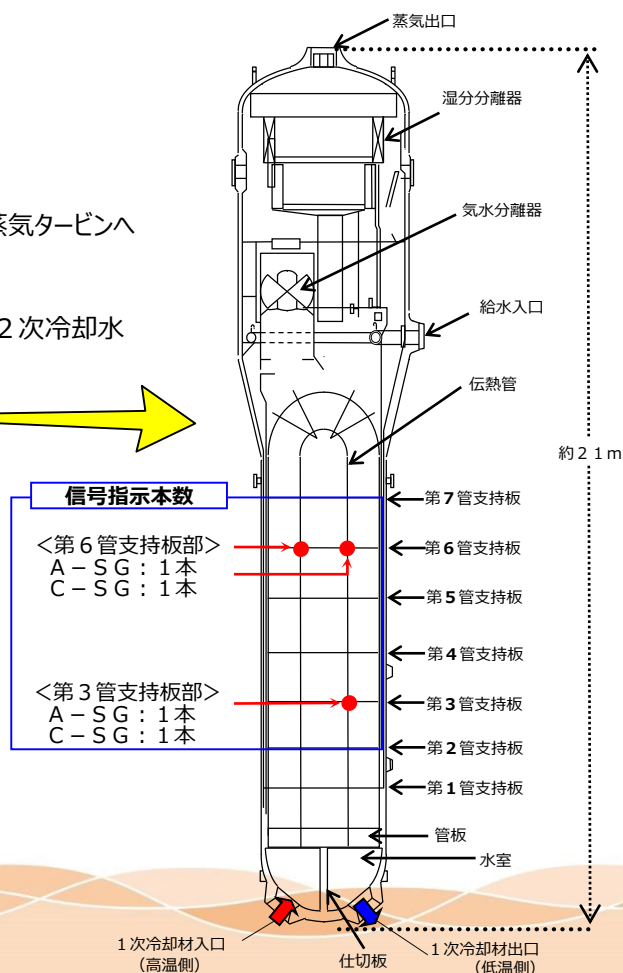 蒸気出口
湿分分離器
蒸気タービンへ
気水分離器
給水入口
２次冷却水
伝熱管
約２１ｍ
信号指示本数
第７管支持板
＜第６管支持板部＞
Ａ－ＳＧ：１本
Ｃ－ＳＧ：１本
第６管支持板
第５管支持板
第４管支持板
＜第３管支持板部＞
Ａ－ＳＧ：１本
Ｃ－ＳＧ：１本
第３管支持板
第２管支持板
第１管支持板
管板
水室
１次冷却材入口
（高温側）
仕切板
１次冷却材出口
（低温側）